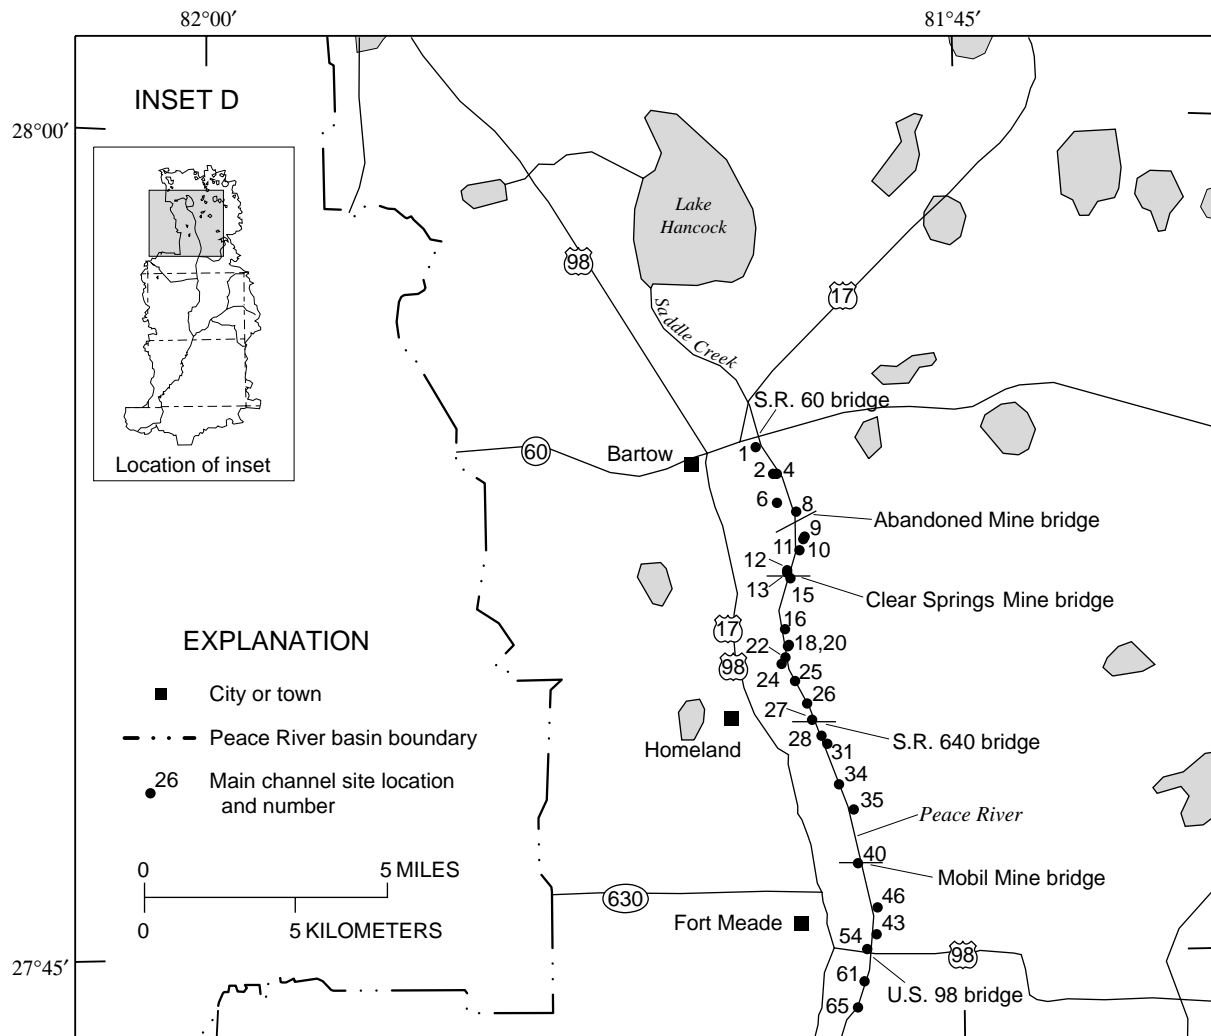 82°00′
81°45′
INSET D
28°00′
Lake
Hancock
98
17
Saddle Creek
S.R. 60 bridge
Location of inset
60
Bartow
1
2
4
6
8
Abandoned Mine bridge
9
11
10
12
13
15
Clear Springs Mine bridge
16
17
18,20
22
98
24
25
26
27
S.R. 640 bridge
28
31
Homeland
34
35
Peace River
40
Mobil Mine bridge
EXPLANATION
City or town
Peace River basin boundary
26
Main channel site location
and number
0
5 MILES
0
5 KILOMETERS
630
46
Fort Meade
43
54
98
27°45′
61
U.S. 98 bridge
65